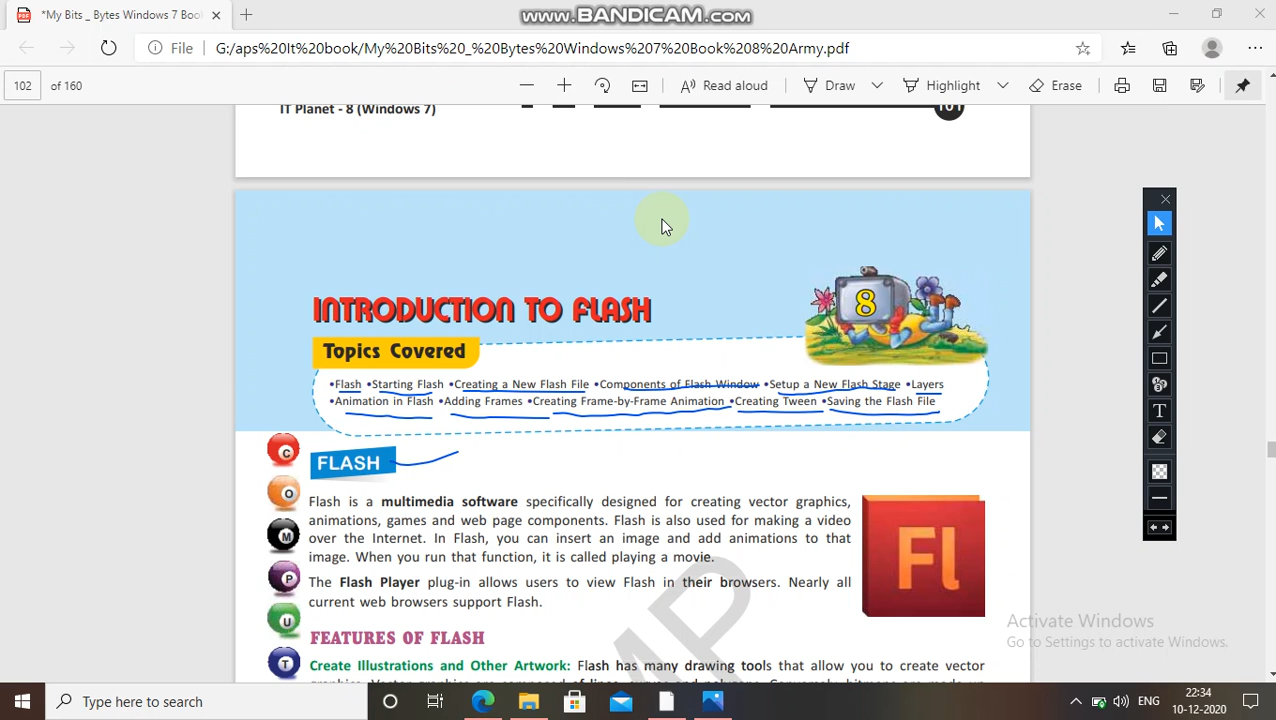 *My Bits _ Bytes Windows 7 Boo
www.BANDICAM.com
File
G:/aps%20It%20book/My%20Bits%20_%20Bytes%20Windows%207%20Book%208%20Army.pdf
102 of 160
Read aloud
Draw
Highlight
Erase
IT Planet - 8 (Windows 7)
101
8
INTRODUCTION TO FLASH
Topics Covered
•Flash •Starting Flash •Creating a New Flash File •Components of Flash Window •Setup a New Flash Stage •Layers
•Animation in Flash •Adding Frames •Creating Frame-by-Frame Animation •Creating Tween •Saving the Flash File
C
O
M
P
U
T
FLASH
Flash is a multimedia software specifically designed for creating vector graphics,
animations, games and web page components. Flash is also used for making a video
over the Internet. In Flash, you can insert an image and add animations to that
image. When you run that function, it is called playing a movie.
Fl
The Flash Player plug-in allows users to view Flash in their browsers. Nearly all
current web browsers support Flash.
FEATURES OF FLASH
Create Illustrations and Other Artwork: Flash has many drawing tools that allow you to create vector
MP
Activate Windows
Go to Settings to activate Windows.
Type here to search
ENG
22:34
10-12-2020